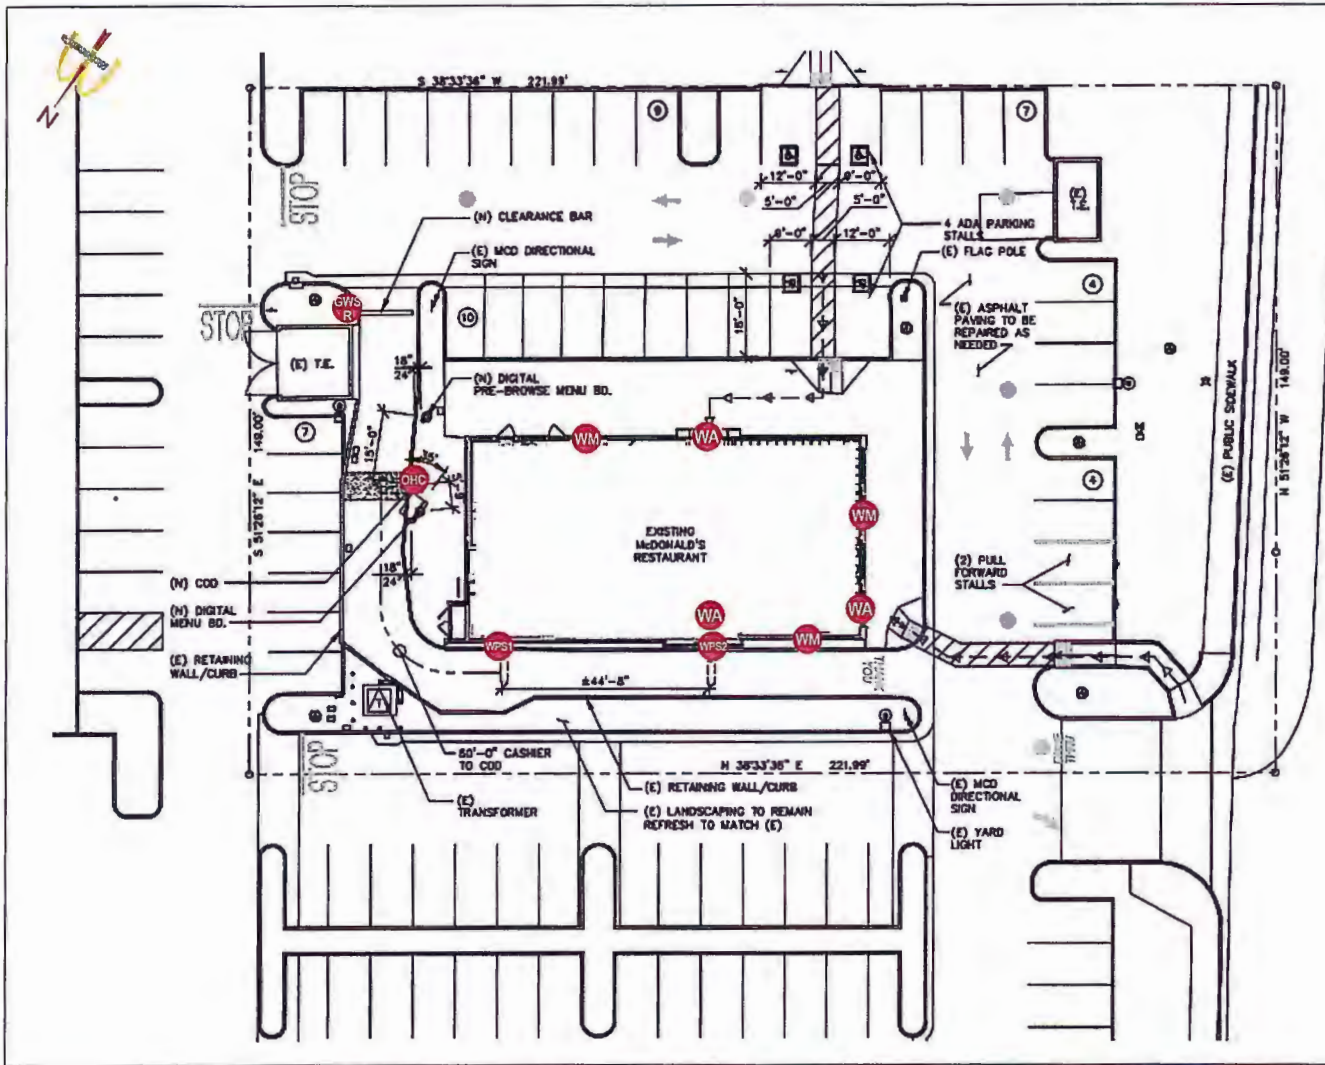 N
S 38°33'36" W 221.99'
9
7
STOP
12'-0"
9'-0"
5'-0"
5'-0"
12'-0"
(E)
T.E.
(N) CLEARANCE BAR
4 ADA PARKING
STALLS
(E) MCD DIRECTIONAL
SIGN
(E) FLAG POLE
GWS
R
STOP
10
18'-0"
(E) ASPHALT
PAVING TO BE
REPAIRED AS
NEEDED
4
(E) T.E.
18"
24"
(N) DIGITAL
PRE-BROWSE MENU BD.
7
15'-0"
WM
WA
OHC
4
(E) PUBLIC SIDEWALK
S 51°26'12" E 149.00'
N 51°26'12" W 149.00'
WM
EXISTING
McDONALD'S
RESTAURANT
(2) PULL
FORWARD
STALLS
(N) COD
18"
24"
(N) DIGITAL
MENU BD.
WA
WA
(E) RETAINING
WALL/CURB
WPS1
WPS2
WM
THANK
YOU
±44'-8"
T
STOP
50'-0" CASHIER
TO COD
N 38°33'36" E 221.99'
(E) RETAINING WALL/CURB
(E) MCD
DIRECTIONAL
SIGN
(E)
TRANSFORMER
(E) LANDSCAPING TO REMAIN
REFRESH TO MATCH (E)
(E) YARD
LIGHT